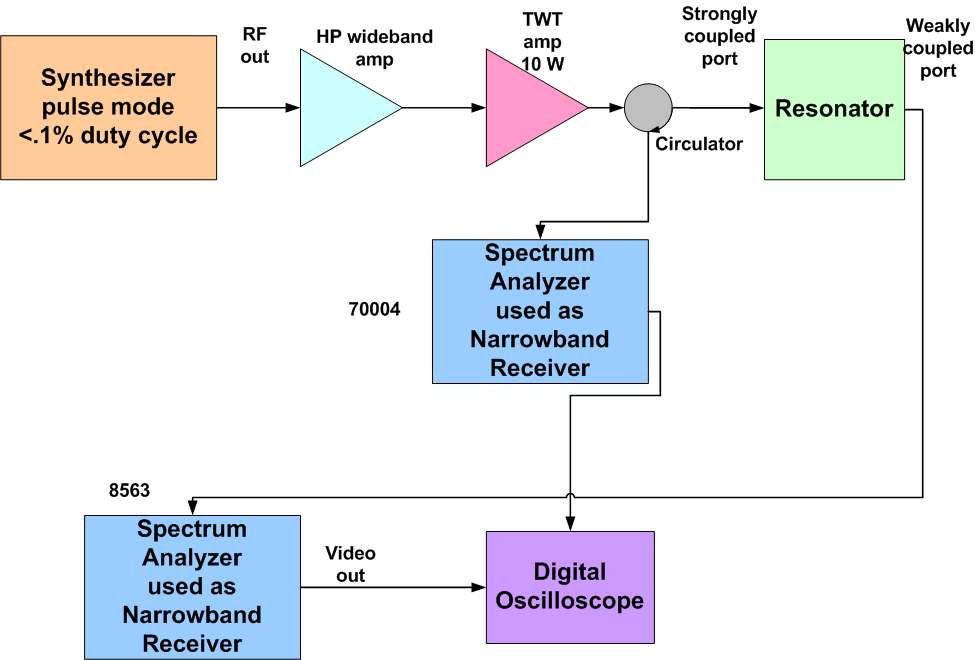 Synthesizer
pulse mode
<.1% duty cycle
RF
out
HP wideband
amp
TWT
amp
10 W
Strongly
coupled
port
Circulator
Resonator
Weakly
coupled
port
70004
Spectrum
Analyzer
used as
Narrowband
Receiver
8563
Spectrum
Analyzer
used as
Narrowband
Receiver
Video
out
Digital
Oscilloscope